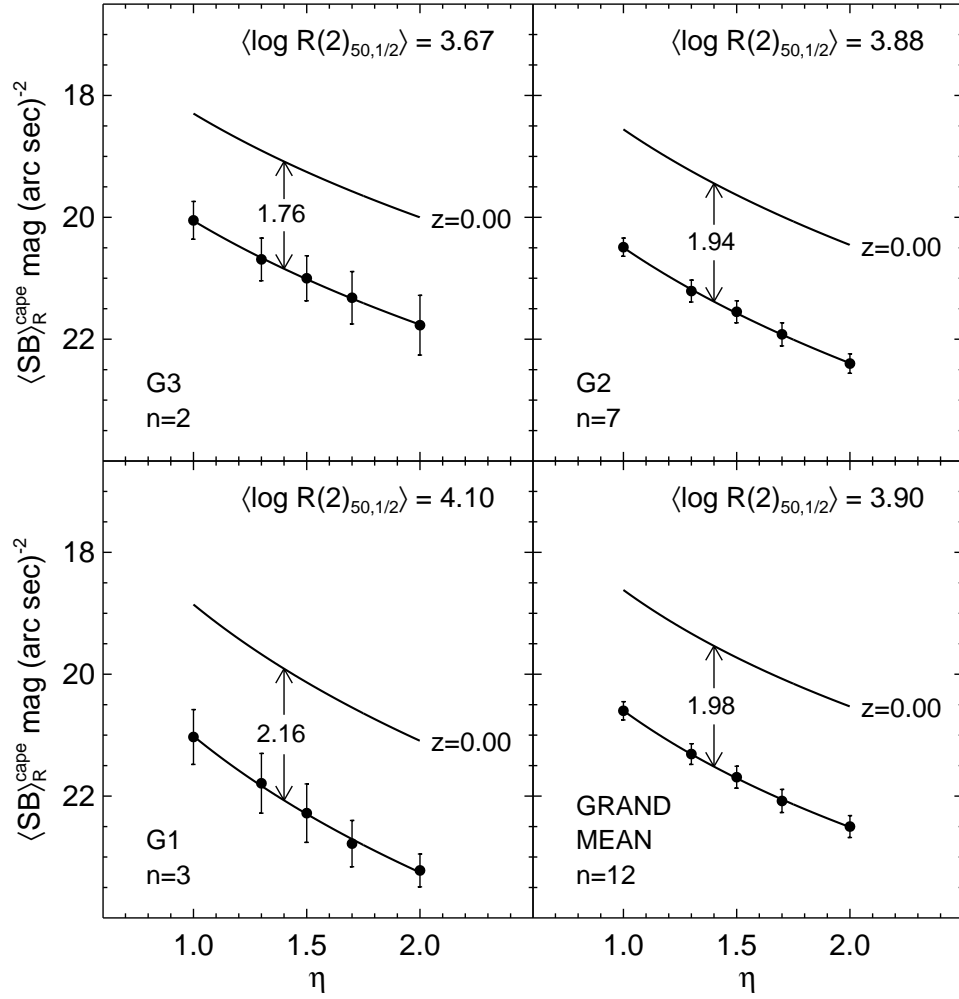 ⟨log R(2)50,1/2⟩ = 3.67
18
20
22
⟨SB⟩Rcape mag (arc sec)-2
1.76
z=0.00
G3
n=2
⟨log R(2)50,1/2⟩ = 3.88
1.94
z=0.00
G2
n=7
⟨log R(2)50,1/2⟩ = 4.10
18
20
22
⟨SB⟩Rcape mag (arc sec)-2
2.16
z=0.00
G1
n=3
1.0 1.5 2.0
η
⟨log R(2)50,1/2⟩ = 3.90
1.98
z=0.00
GRAND
MEAN
n=12
1.0 1.5 2.0
η